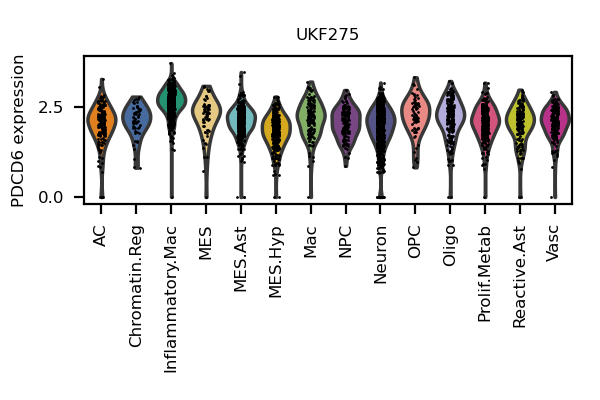 UKF275
PDCD6 expression
2.5
0.0
AC
Chromatin.Reg
Inflammatory.Mac
MES
MES.Ast
MES.Hyp
Mac
NPC
Neuron
OPC
Oligo
Prolif.Metab
Reactive.Ast
Vasc